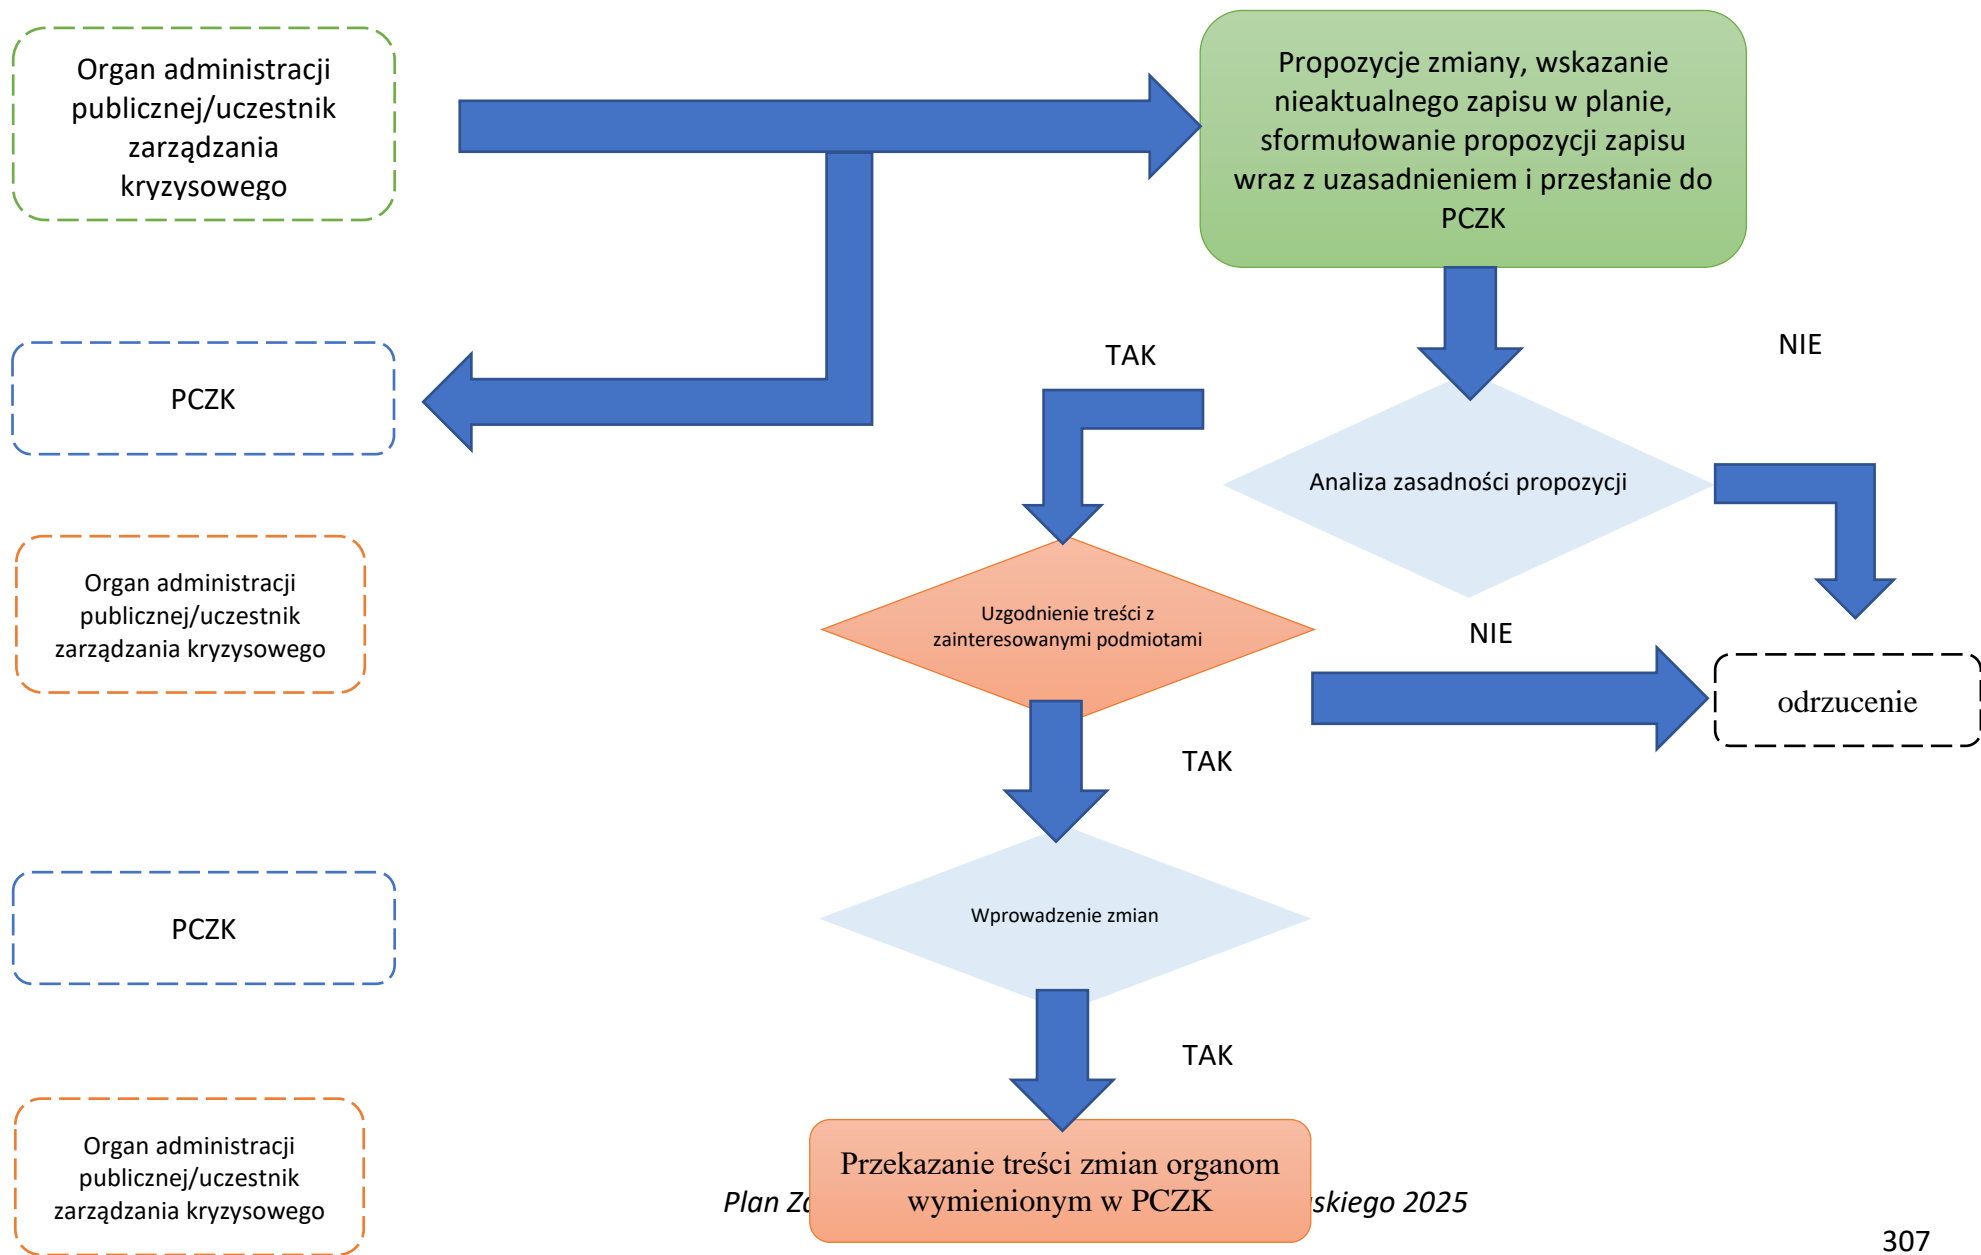 Organ administracji
publicznej/uczestnik
zarządzania
kryzysowego
Propozycje zmiany, wskazanie
nieaktualnego zapisu w planie,
sformułowanie propozycji zapisu
wraz z uzasadnieniem i przesłanie do
PCZK
TAK
NIE
PCZK
Analiza zasadności propozycji
Organ administracji
publicznej/uczestnik
zarządzania kryzysowego
Uzgodnienie treści z
zainteresowanymi podmiotami
NIE
odrzucenie
TAK
PCZK
Wprowadzenie zmian
TAK
Organ administracji
publicznej/uczestnik
zarządzania kryzysowego
Przekazanie treści zmian organom
wymienionym w PCZK
Plan skiego 2025
307